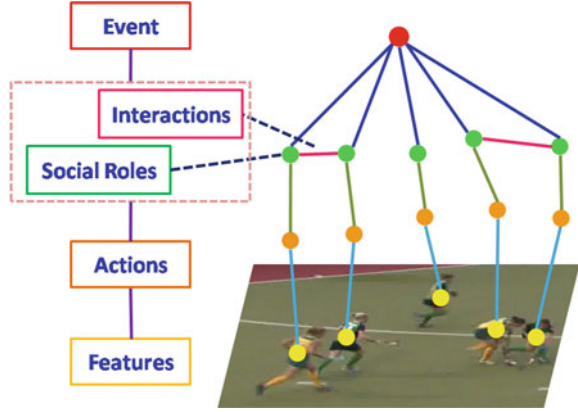 Event
Interactions
Social Roles
Actions
Features